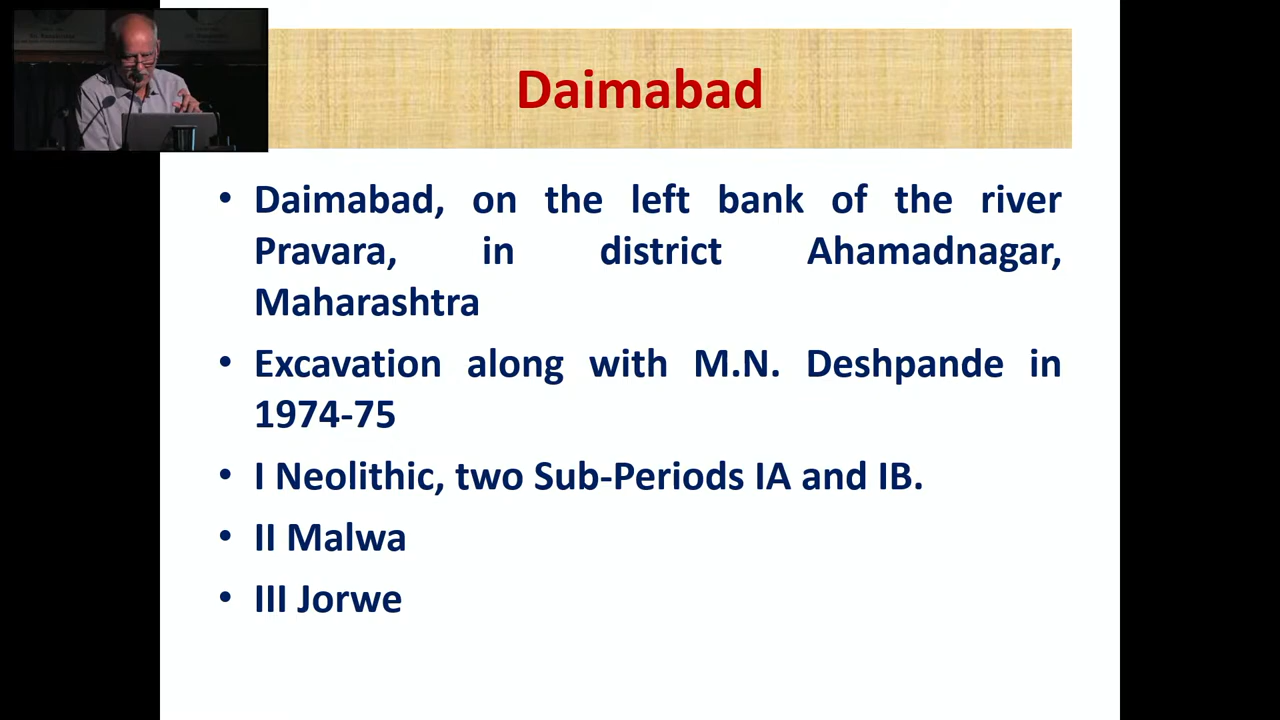 Daimabad
• Daimabad, on the left bank of the river
Pravara, in district Ahamadnagar,
Maharashtra
• Excavation along with M.N. Deshpande in
1974-75
• I Neolithic, two Sub-Periods IA and IB.
• II Malwa
• III Jorwe